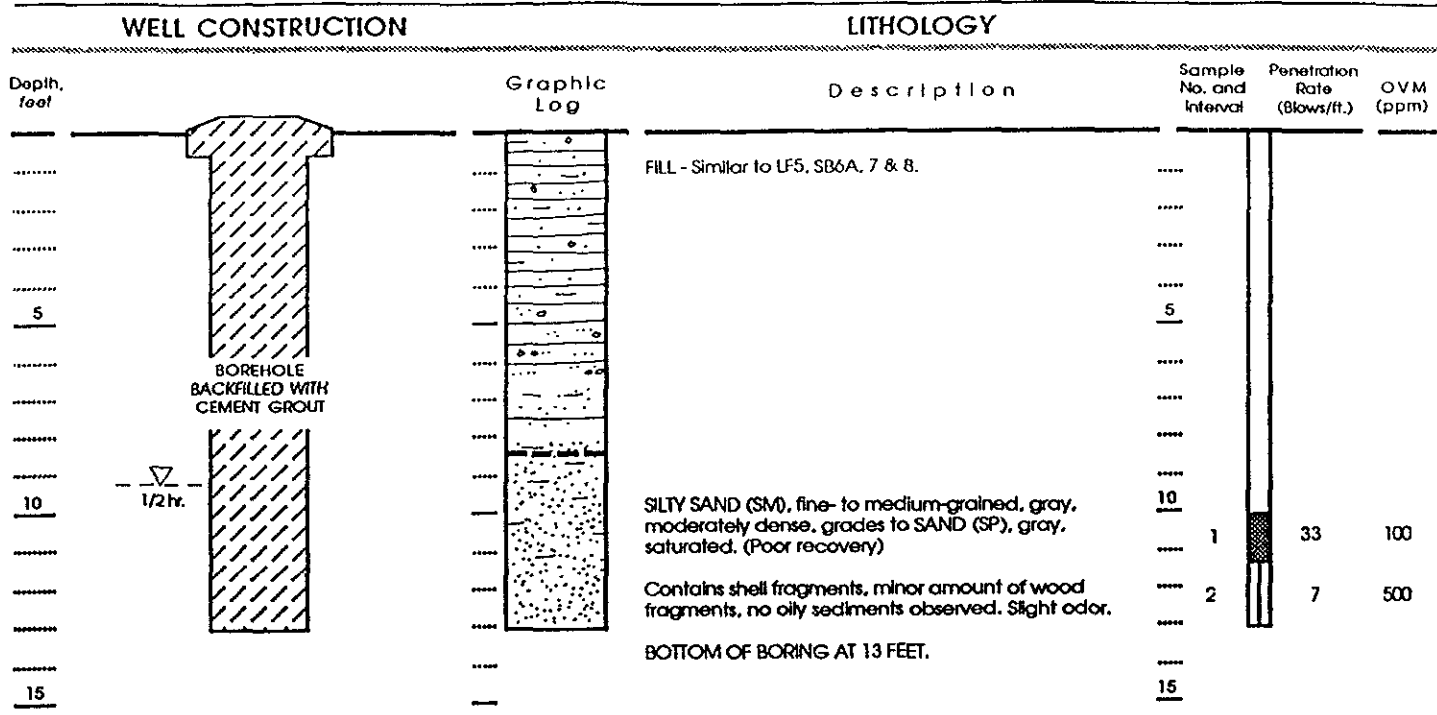 WELL CONSTRUCTION
LITHOLOGY
Depth, feet
Graphic Log
Description
Sample No. and Interval
Penetration Rate (Blows/ft.)
OVM (ppm)
FILL - Similar to LF5, SB6A, 7 & 8.
5
5
BOREHOLE
BACKFILLED WITH
CEMENT GROUT
1/2 hr.
10
10
SILTY SAND (SM), fine- to medium-grained, gray,
moderately dense, grades to SAND (SP), gray,
saturated. (Poor recovery)
1 33 100
Contains shell fragments, minor amount of wood
fragments, no oily sediments observed. Slight odor.
2 7 500
BOTTOM OF BORING AT 13 FEET.
15
15